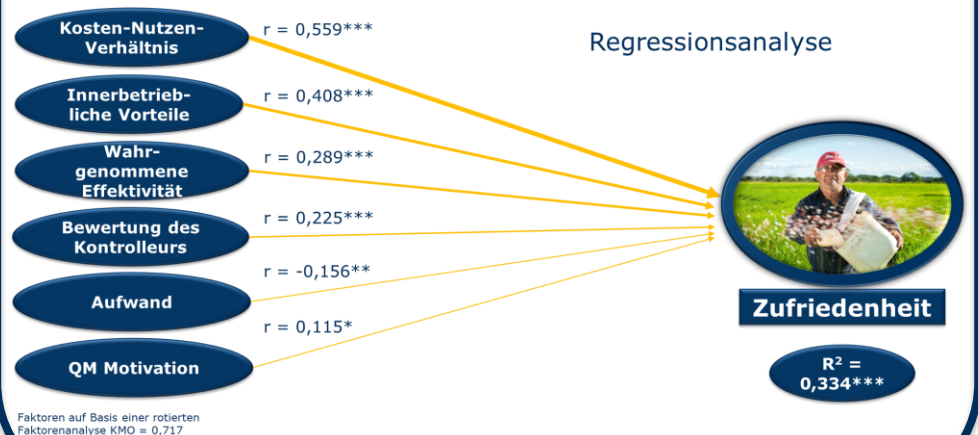 Kosten-Nutzen-
Verhältnis
r = 0,559***
Regressionsanalyse
Innerbetrieb-
liche Vorteile
r = 0,408***
Wahr-
genommene
Effektivität
r = 0,289***
Bewertung des
Kontrolleurs
r = 0,225***
Aufwand
r = -0,156**
QM Motivation
r = 0,115*
Zufriedenheit
R² =
0,334***
Faktoren auf Basis einer rotierten
Faktorenanalyse KMO = 0,717